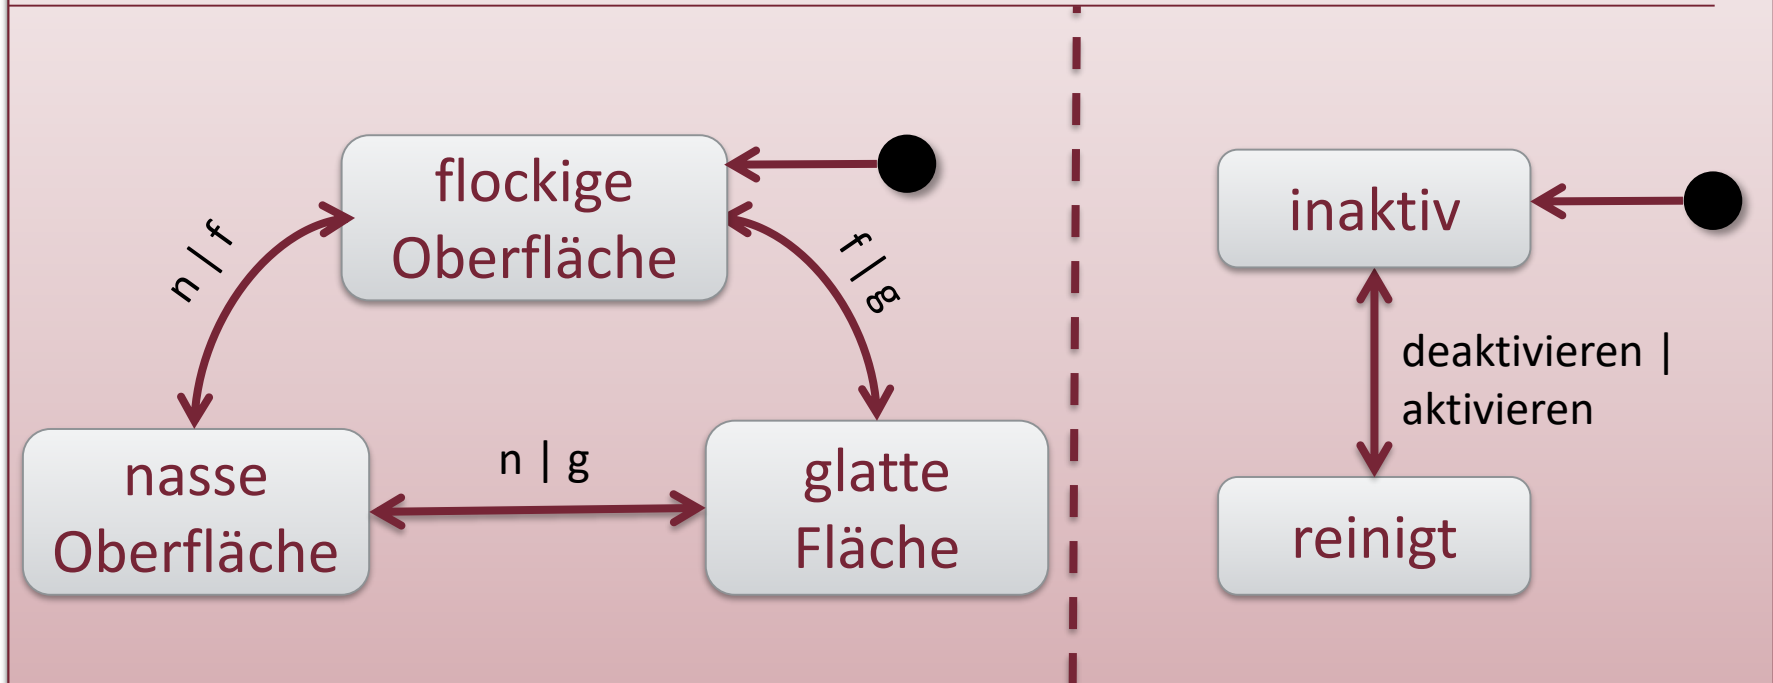 flockige
Oberfläche
n | f
f | g
nasse
Oberfläche
n | g
glatte
Fläche
inaktiv
deaktivieren |
aktivieren
reinigt